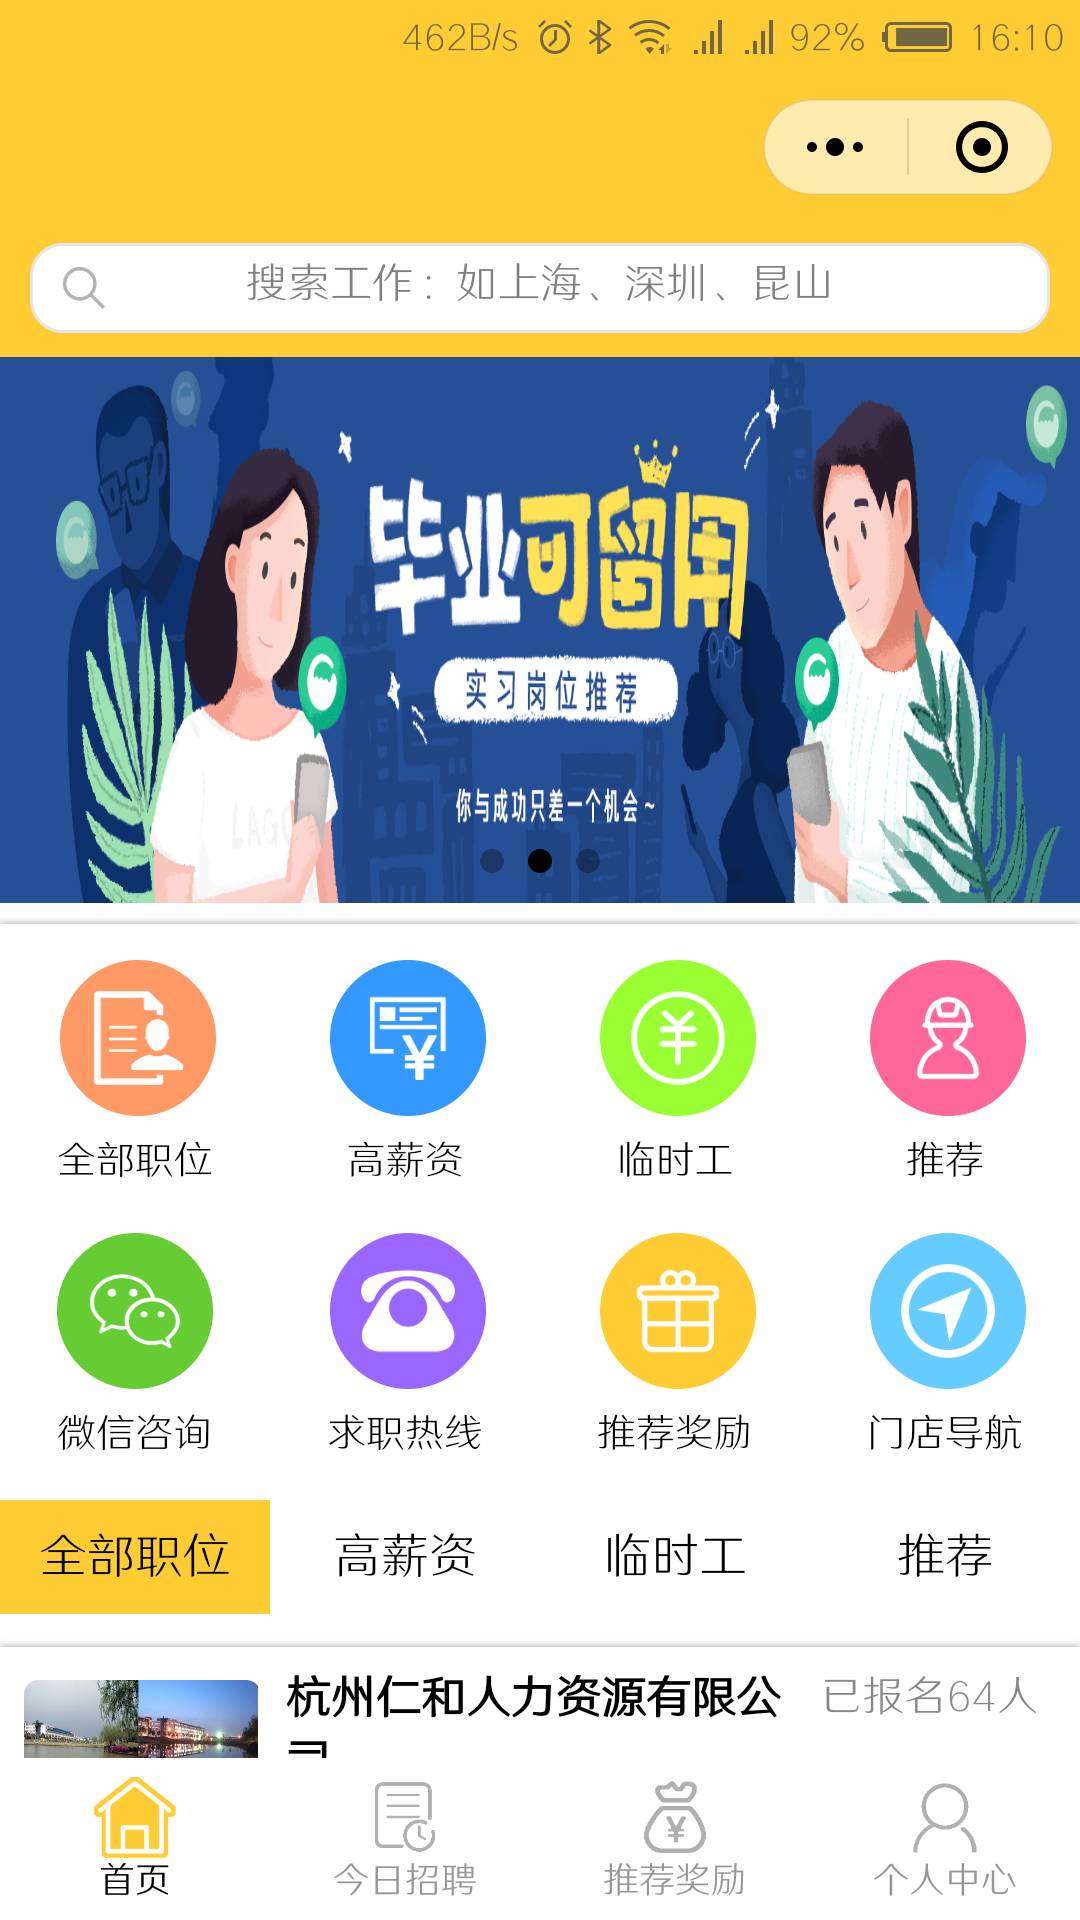 462B/s 92% 16:10
搜索工作：如上海、深圳、昆山
毕业可留用
实习岗位推荐
LAGO
你与成功只差一个机会~
全部职位 高薪资 临时工 推荐
微信咨询 求职热线 推荐奖励 门店导航
全部职位 高薪资 临时工 推荐
杭州仁和人力资源有限公 已报名64人
司
首页 今日招聘 推荐奖励 个人中心